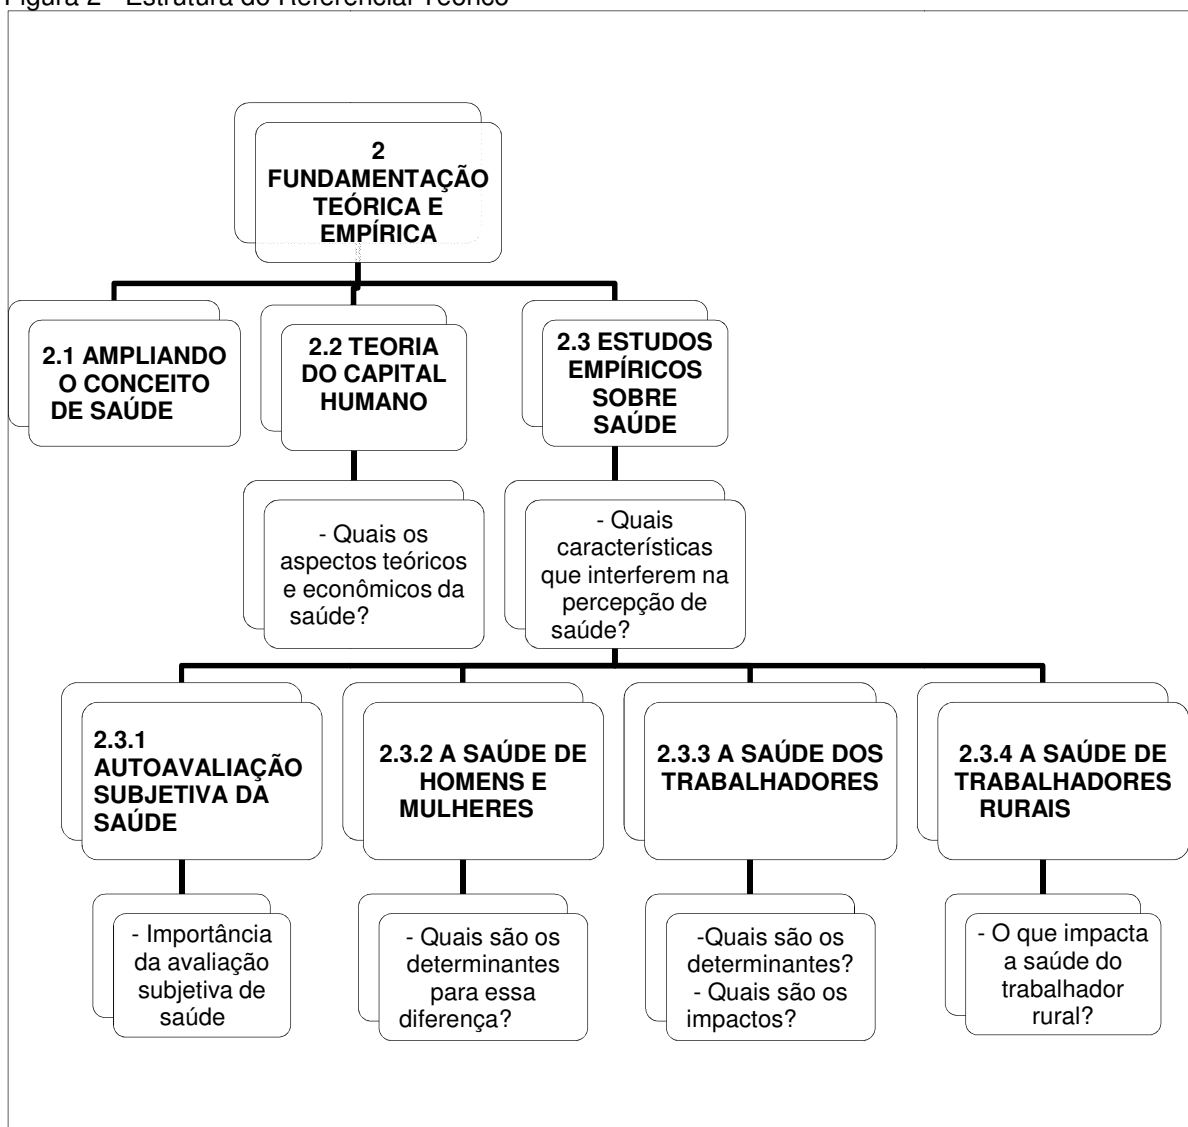 Figura 2 - Estrutura do Referencial Teórico
2
FUNDAMENTAÇÃO
TEÓRICA E
EMPÍRICA
2.1 AMPLIANDO
O CONCEITO
DE SAÚDE
2.2 TEORIA
DO CAPITAL
HUMANO
2.3 ESTUDOS
EMPÍRICOS
SOBRE
SAÚDE
- Quais os
aspectos teóricos
e econômicos da
saúde?
- Quais
características
que interferem na
percepção de
saúde?
2.3.1
AUTOAVALIAÇÃO
SUBJETIVA DA
SAÚDE
2.3.2 A SAÚDE DE
HOMENS E
MULHERES
2.3.3 A SAÚDE DOS
TRABALHADORES
2.3.4 A SAÚDE DE
TRABALHADORES
RURAIS
- Importância
da avaliação
subjetiva de
saúde
- Quais são os
determinantes
para essa
diferença?
-Quais são os
determinantes?
- Quais são os
impactos?
- O que impacta
a saúde do
trabalhador
rural?